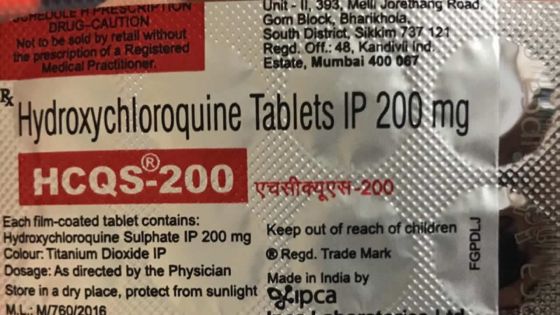 SCHEDULE H PRESCRIPTION
DRUG-CAUTION
Not to be sold by retail without
the prescription of a Registered
Medical Practitioner.
Unit - II, 393, Melli Jorethang Road,
Gom Block, Bharikhola,
South District, Sikkim 737 121
Regd. Off.: 48, Kandivli Ind.
Estate, Mumbai 400 067
Rx
Hydroxychloroquine Tablets IP 200 mg
HCQS®-200
एचसीक्यूएस-200
Each film-coated tablet contains:
Hydroxychloroquine Sulphate IP 200 mg
Colour: Titanium Dioxide IP
Dosage: As directed by the Physician
Store in a dry place, protect from sunlight
M.L.: M/760/2016
Keep out of reach of children
® Regd. Trade Mark
Made in India by
ipca
Ipca Laboratories Ltd
FGPDLJ